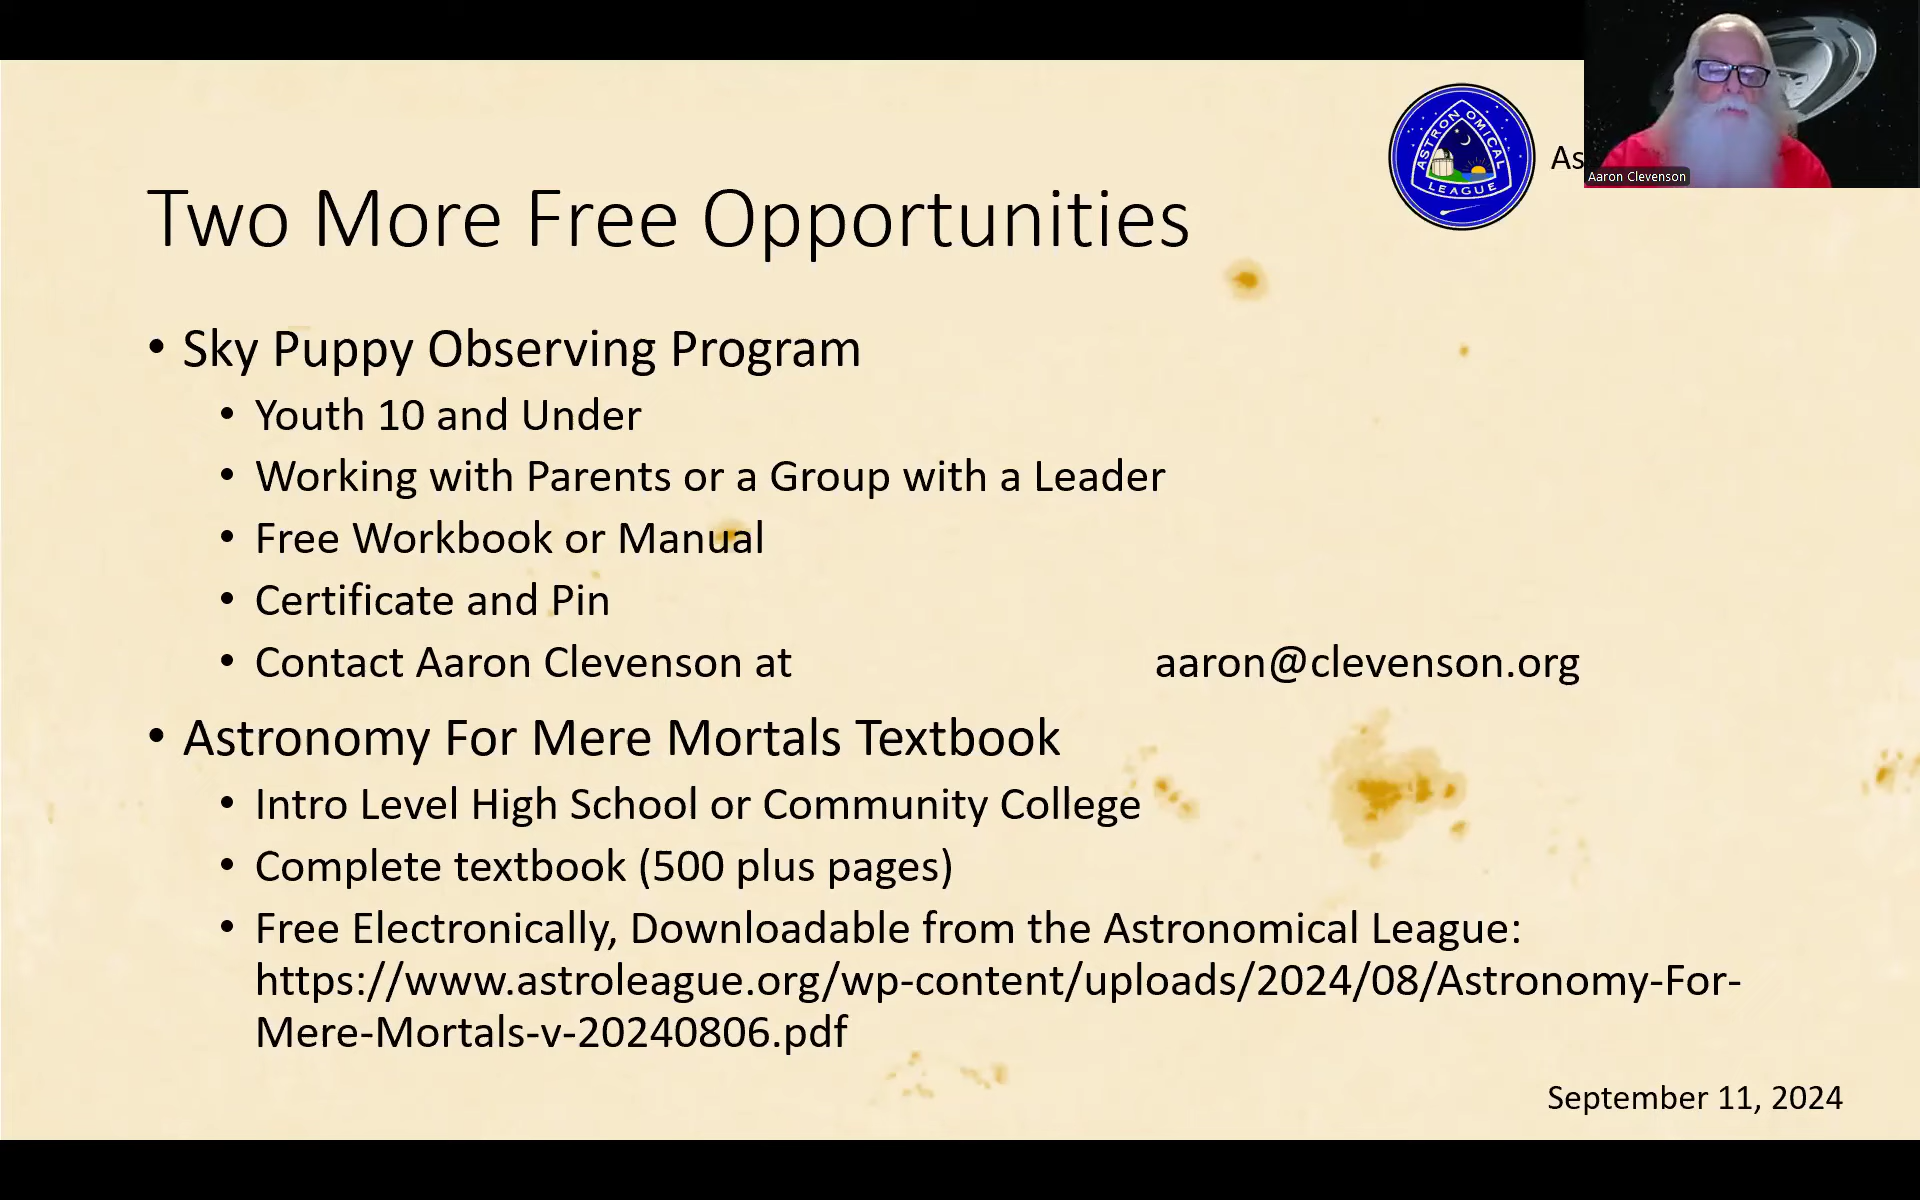 ASTRONOMICAL
LEAGUE
As
Aaron Clevenson
Two More Free Opportunities
• Sky Puppy Observing Program
• Youth 10 and Under
• Working with Parents or a Group with a Leader
• Free Workbook or Manual
• Certificate and Pin
• Contact Aaron Clevenson at aaron@clevenson.org
• Astronomy For Mere Mortals Textbook
• Intro Level High School or Community College
• Complete textbook (500 plus pages)
• Free Electronically, Downloadable from the Astronomical League:
https://www.astroleague.org/wp-content/uploads/2024/08/Astronomy-For-
Mere-Mortals-v-20240806.pdf
September 11, 2024